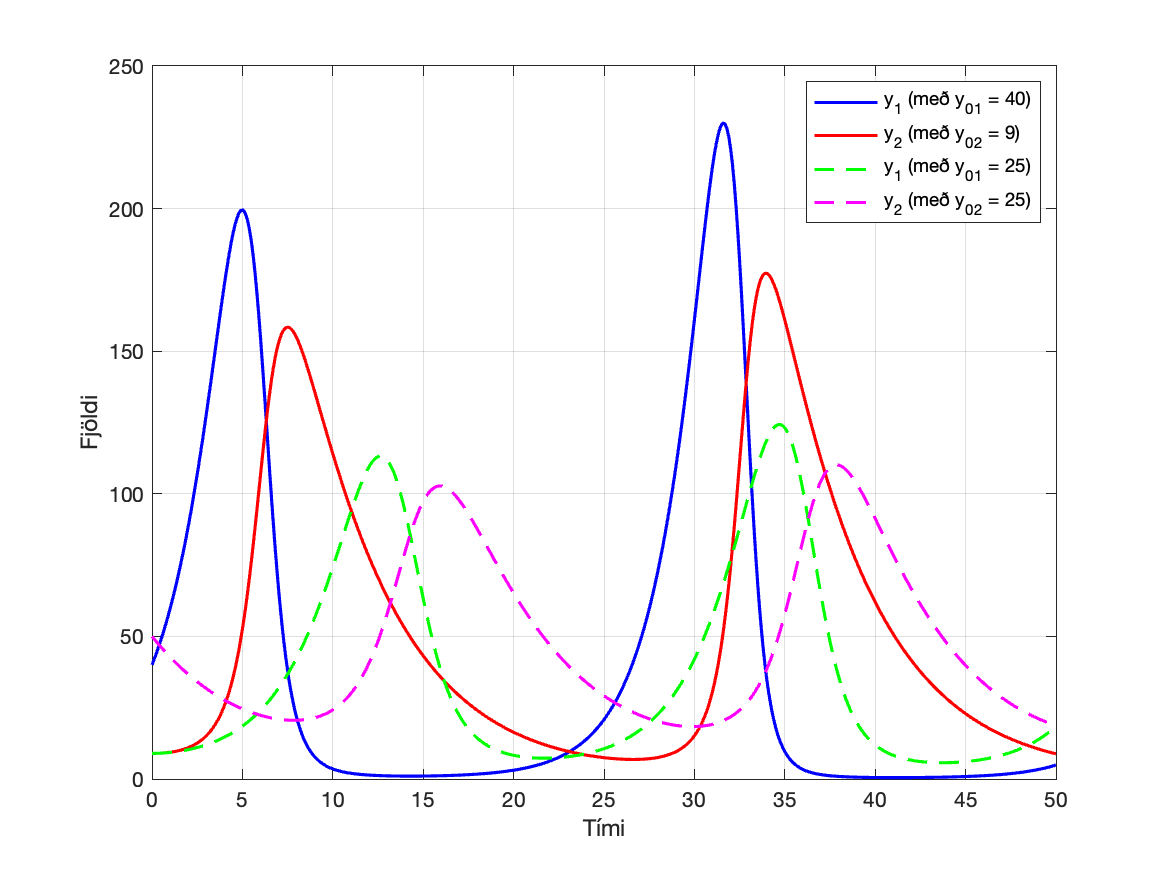 250
200
150
100
50
0
Fjöldi
0 5 10 15 20 25 30 35 40 45 50
Tími
y₁ (með y₀₁ = 40)
y₂ (með y₀₂ = 9)
y₁ (með y₀₁ = 25)
y₂ (með y₀₂ = 25)